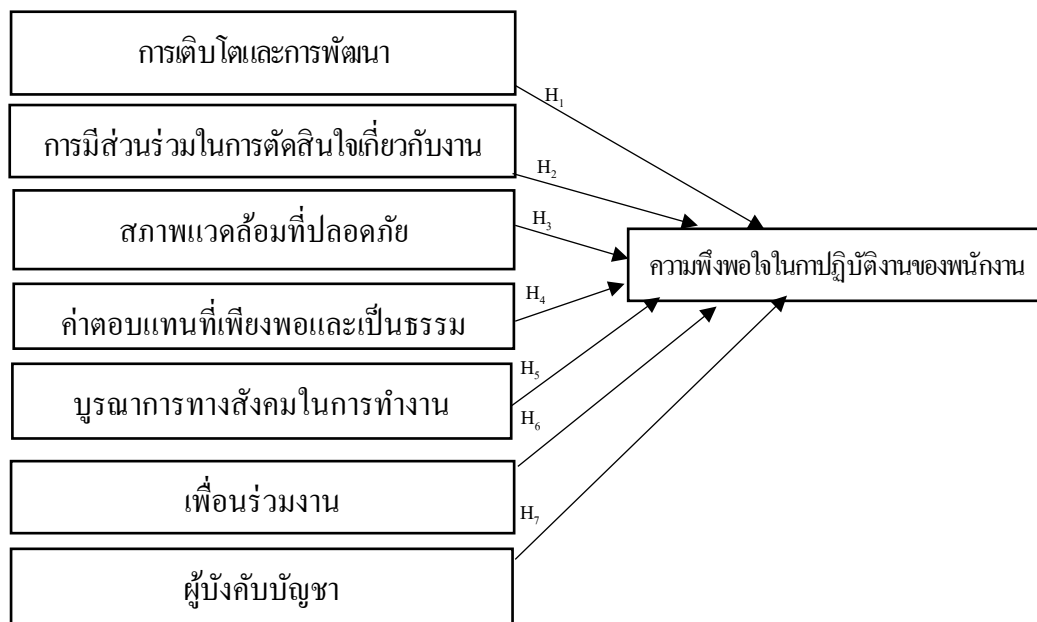 การเติบโตและการพัฒนา
H1
การมีส่วนร่วมในการตัดสินใจเกี่ยวกับงาน
H2
สภาพแวดล้อมที่ปลอดภัย
H3
ความพึงพอใจในกาปฏิบัติงานของพนักงาน
ค่าตอบแทนที่เพียงพอและเป็นธรรม
H4
บูรณาการทางสังคมในการทำงาน
H5
H6
เพื่อนร่วมงาน
H7
ผู้บังคับบัญชา